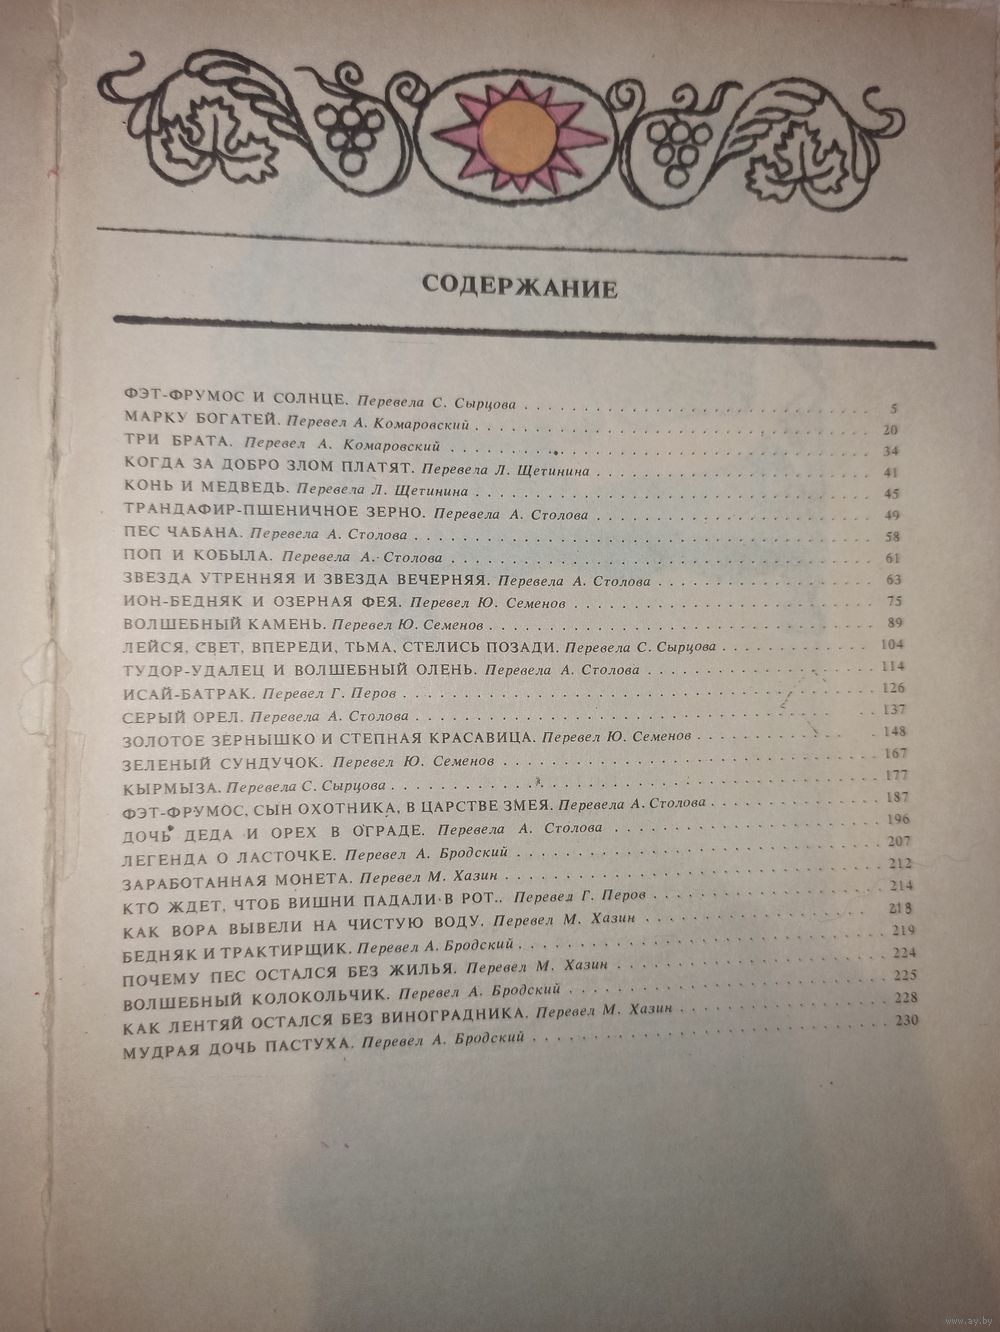 СОДЕРЖАНИЕ
ФЭТ-ФРУМОС И СОЛНЦЕ. Перевела С. Сырцова . . . . . . . . . . . . . . . . . . . . 5
МАРКУ БОГАТЕЙ. Перевел А. Комаровский . . . . . . . . . . . . . . . . . . . . 20
ТРИ БРАТА. Перевел А. Комаровский . . . . . . . . . . . . . . . . . . . . 34
КОГДА ЗА ДОБРО ЗЛОМ ПЛАТЯТ. Перевела Л. Щетинина . . . . . . . . . . . . . . . . . . . . 41
КОНЬ И МЕДВЕДЬ. Перевела Л. Щетинина . . . . . . . . . . . . . . . . . . . . 45
ТРАНДАФИР-ПШЕНИЧНОЕ ЗЕРНО. Перевела А. Столова . . . . . . . . . . . . . . . . . . . . 49
ПЕС ЧАБАНА. Перевела А. Столова . . . . . . . . . . . . . . . . . . . . 58
ПОП И КОБЫЛА. Перевела А. Столова . . . . . . . . . . . . . . . . . . . . 61
ЗВЕЗДА УТРЕННЯЯ И ЗВЕЗДА ВЕЧЕРНЯЯ. Перевела А. Столова . . . . . . . . . . . . . . . . 63
ИОН-БЕДНЯК И ОЗЕРНАЯ ФЕЯ. Перевел Ю. Семенов . . . . . . . . . . . . . . . . . . . . 75
ВОЛШЕБНЫЙ КАМЕНЬ. Перевел Ю. Семенов . . . . . . . . . . . . . . . . . . . . 89
ЛЕЙСЯ, СВЕТ, ВПЕРЕДИ, ТЬМА, СТЕЛИСЬ ПОЗАДИ. Перевела С. Сырцова . . . . . . . . . . 104
ТУДОР-УДАЛЕЦ И ВОЛШЕБНЫЙ ОЛЕНЬ. Перевела А. Столова . . . . . . . . . . . . . . . 114
ИСАЙ-БАТРАК. Перевел Г. Перов . . . . . . . . . . . . . . . . . . . . 126
СЕРЫЙ ОРЕЛ. Перевела А. Столова . . . . . . . . . . . . . . . . . . . . 137
ЗОЛОТОЕ ЗЕРНЫШКО И СТЕПНАЯ КРАСАВИЦА. Перевел Ю. Семенов . . . . . . . . . . 148
ЗЕЛЕНЫЙ СУНДУЧОК. Перевел Ю. Семенов . . . . . . . . . . . . . . . . . . . . 167
КЫРМЫЗА. Перевела С. Сырцова . . . . . . . . . . . . . . . . . . . . 177
ФЭТ-ФРУМОС, СЫН ОХОТНИКА, В ЦАРСТВЕ ЗМЕЯ. Перевела А. Столова . . . . . . . . . . 187
ДОЧЬ ДЕДА И ОРЕХ В ОГРАДЕ. Перевела А. Столова . . . . . . . . . . . . . . . . 196
ЛЕГЕНДА О ЛАСТОЧКЕ. Перевел А. Бродский . . . . . . . . . . . . . . . . . . . . 207
ЗАРАБОТАННАЯ МОНЕТА. Перевел М. Хазин . . . . . . . . . . . . . . . . . . . . 212
КТО ЖДЕТ, ЧТОБ ВИШНИ ПАДАЛИ В РОТ.. Перевел Г. Перов . . . . . . . . . . . . . . 214
КАК ВОРА ВЫВЕЛИ НА ЧИСТУЮ ВОДУ. Перевел М. Хазин . . . . . . . . . . . . . . 218
БЕДНЯК И ТРАКТИРЩИК. Перевел А. Бродский . . . . . . . . . . . . . . . . . . . . 219
ПОЧЕМУ ПЕС ОСТАЛСЯ БЕЗ ЖИЛЬЯ. Перевел М. Хазин . . . . . . . . . . . . . . . . 224
ВОЛШЕБНЫЙ КОЛОКОЛЬЧИК. Перевел А. Бродский . . . . . . . . . . . . . . . . . . . . 225
КАК ЛЕНТЯЙ ОСТАЛСЯ БЕЗ ВИНОГРАДНИКА. Перевел М. Хазин . . . . . . . . . . . . 228
МУДРАЯ ДОЧЬ ПАСТУХА. Перевел А. Бродский . . . . . . . . . . . . . . . . . . . . 230
www.ay.by